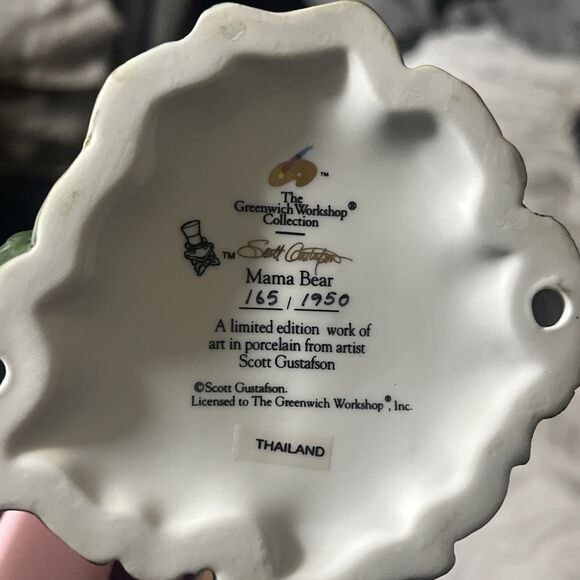 ™
The
Greenwich Workshop®
Collection
™ Scott Gustafson
Mama Bear
165 / 1950
A limited edition work of
art in porcelain from artist
Scott Gustafson
©Scott Gustafson.
Licensed to The Greenwich Workshop®, Inc.
THAILAND